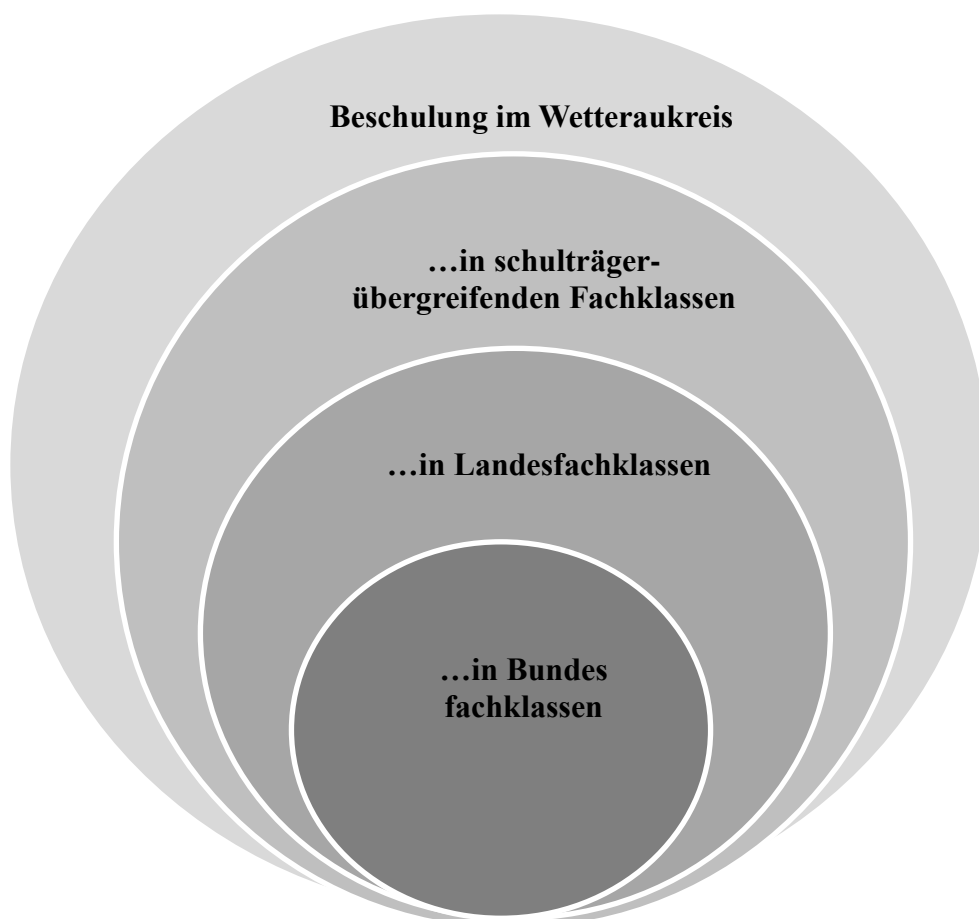 Beschulung im Wetteraukreis
…in schulträger-
übergreifenden Fachklassen
…in Landesfachklassen
…in Bundes
fachklassen